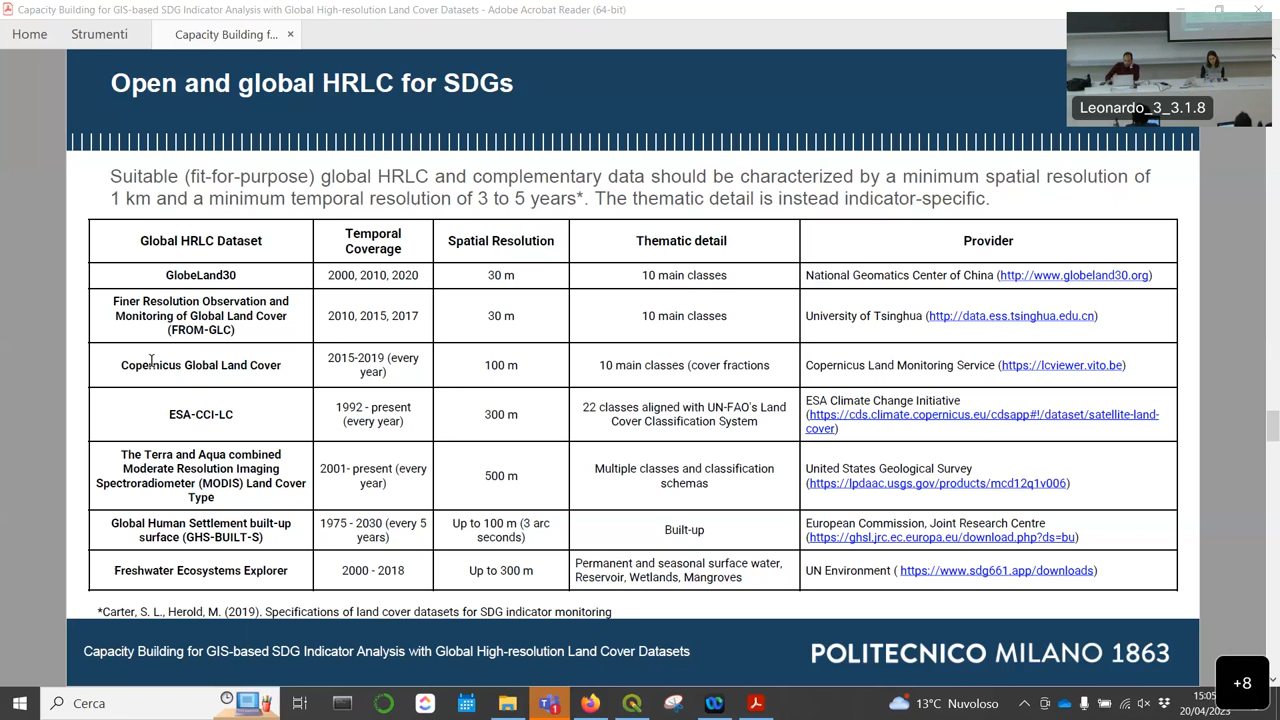 Capacity Building for GIS-based SDG Indicator Analysis with Global High-resolution Land Cover Datasets - Adobe Acrobat Reader (64-bit)
Home
Strumenti
Capacity Building f...
Leonardo_3_3.1.8
Open and global HRLC for SDGs
Suitable (fit-for-purpose) global HRLC and complementary data should be characterized by a minimum spatial resolution of
1 km and a minimum temporal resolution of 3 to 5 years*. The thematic detail is instead indicator-specific.
Global HRLC Dataset
Temporal
Coverage
Spatial Resolution
Thematic detail
Provider
GlobeLand30
2000, 2010, 2020
30 m
10 main classes
National Geomatics Center of China (http://www.globeland30.org)
Finer Resolution Observation and
Monitoring of Global Land Cover
(FROM-GLC)
2010, 2015, 2017
30 m
10 main classes
University of Tsinghua (http://data.ess.tsinghua.edu.cn)
Copernicus Global Land Cover
2015-2019 (every
year)
100 m
10 main classes (cover fractions
Copernicus Land Monitoring Service (https://lcviewer.vito.be)
ESA-CCI-LC
1992 - present
(every year)
300 m
22 classes aligned with UN-FAO's Land
Cover Classification System
ESA Climate Change Initiative
(https://cds.climate.copernicus.eu/cdsapp#!/dataset/satellite-land-
cover)
The Terra and Aqua combined
Moderate Resolution Imaging
Spectroradiometer (MODIS) Land Cover
Type
2001- present (every
year)
500 m
Multiple classes and classification
schemas
United States Geological Survey
(https://lpdaac.usgs.gov/products/mcd12q1v006)
Global Human Settlement built-up
surface (GHS-BUILT-S)
1975 - 2030 (every 5
years)
Up to 100 m (3 arc
seconds)
Built-up
European Commission, Joint Research Centre
(https://ghsl.jrc.ec.europa.eu/download.php?ds=bu)
Freshwater Ecosystems Explorer
2000 - 2018
Up to 300 m
Permanent and seasonal surface water,
Reservoir, Wetlands, Mangroves
UN Environment ( https://www.sdg661.app/downloads)
*Carter, S. L., Herold, M. (2019). Specifications of land cover datasets for SDG indicator monitoring
Capacity Building for GIS-based SDG Indicator Analysis with Global High-resolution Land Cover Datasets
POLITECNICO MILANO 1863
+8
Cerca
13°C Nuvoloso
15:05
20/04/2023